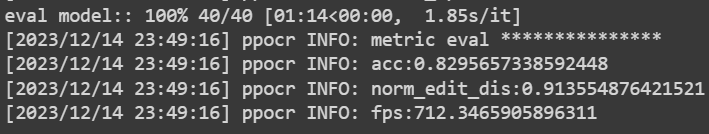 eval model:: 100% 40/40 [01:14<00:00,  1.85s/it]
[2023/12/14 23:49:16] ppocr INFO: metric eval ***************
[2023/12/14 23:49:16] ppocr INFO: acc:0.8295657338592448
[2023/12/14 23:49:16] ppocr INFO: norm_edit_dis:0.913554876421521
[2023/12/14 23:49:16] ppocr INFO: fps:712.3465905896311